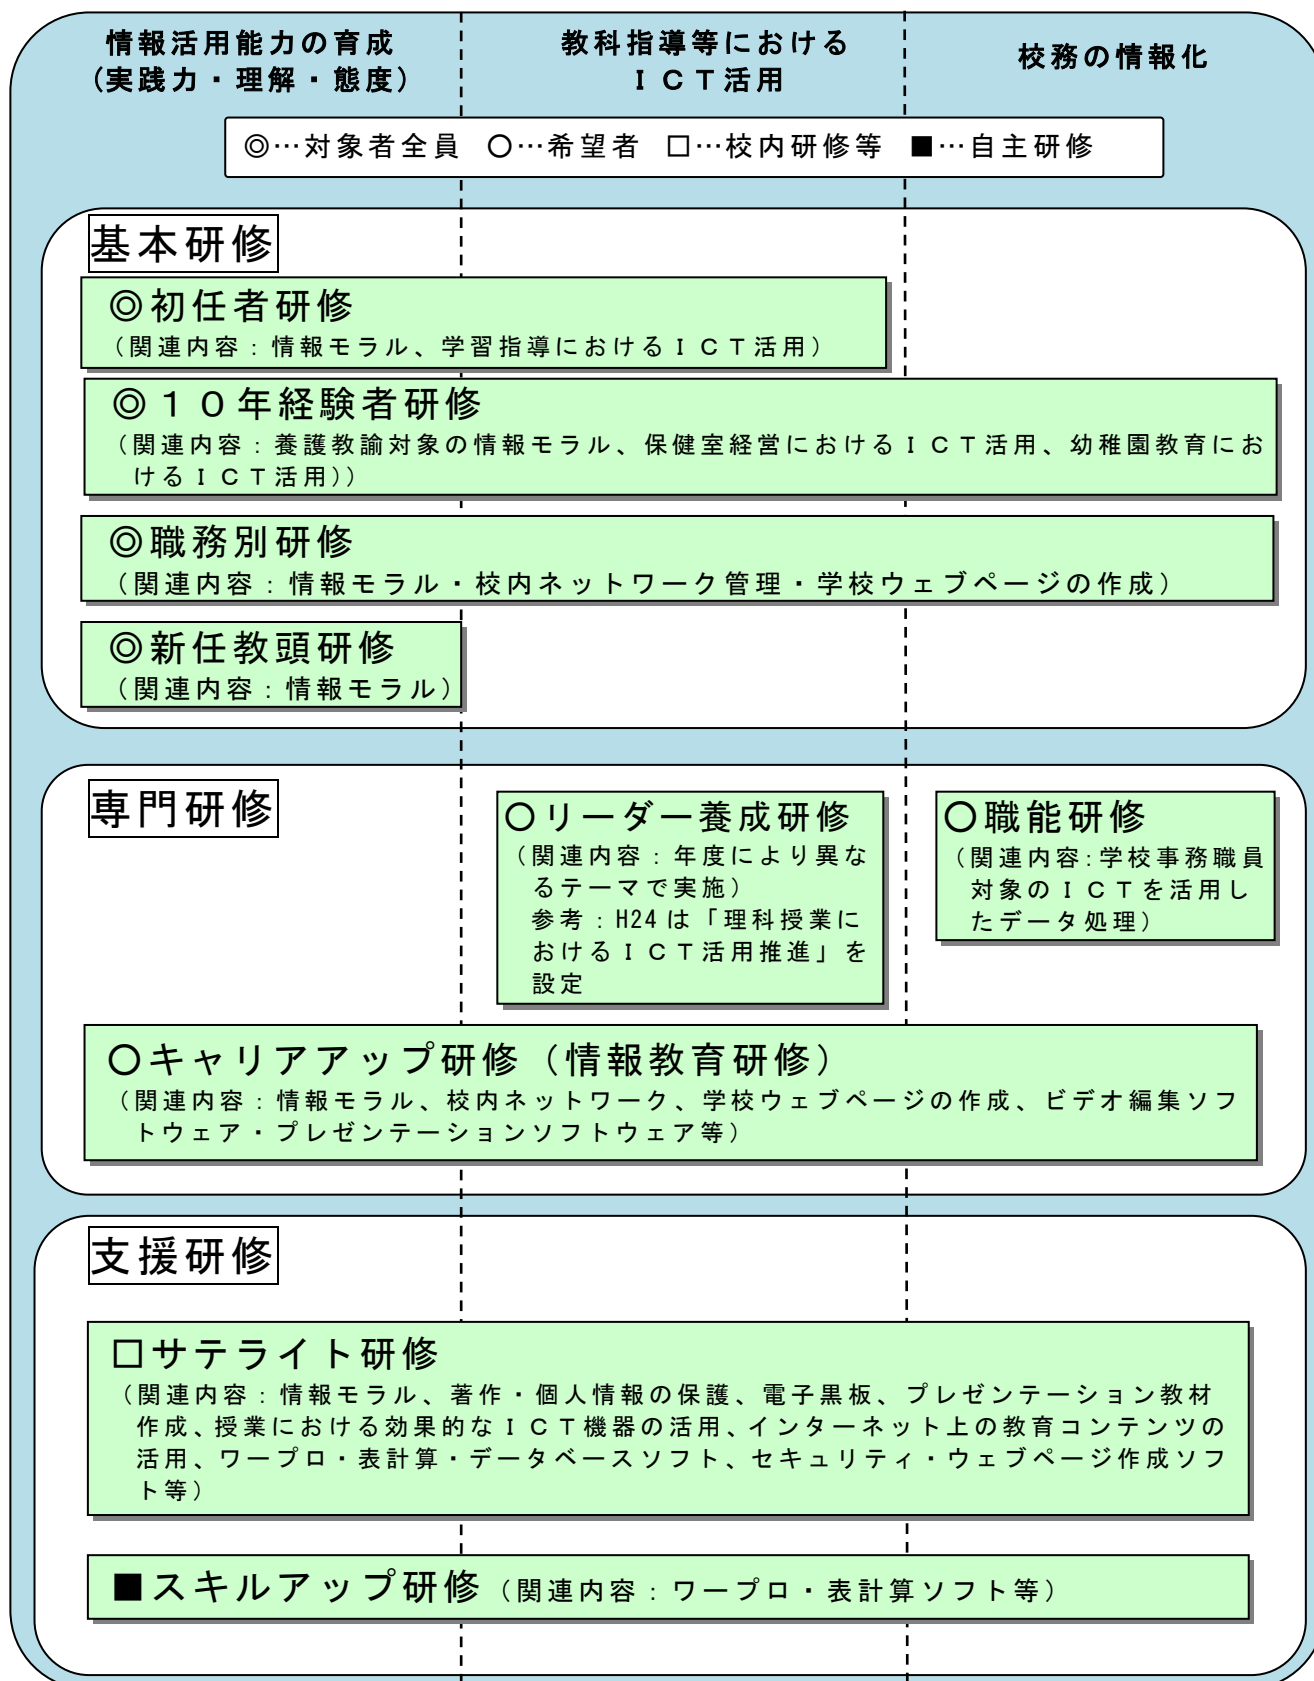 情報活用能力の育成
(実践力・理解・態度)
教科指導等における
ＩＣＴ活用
校務の情報化
◎…対象者全員 ○…希望者 □…校内研修等 ■…自主研修
基本研修
◎初任者研修
（関連内容：情報モラル、学習指導におけるＩＣＴ活用）
◎１０年経験者研修
（関連内容：養護教諭対象の情報モラル、保健室経営におけるＩＣＴ活用、幼稚園教育にお
けるＩＣＴ活用))
◎職務別研修
（関連内容：情報モラル・校内ネットワーク管理・学校ウェブページの作成）
◎新任教頭研修
（関連内容：情報モラル）
専門研修
○リーダー養成研修
（関連内容：年度により異な
るテーマで実施）
参考：H24は「理科授業に
おけるＩＣＴ活用推進」を
設定
○職能研修
（関連内容:学校事務職員
対象のＩＣＴを活用し
たデータ処理）
○キャリアアップ研修（情報教育研修）
（関連内容：情報モラル、校内ネットワーク、学校ウェブページの作成、ビデオ編集ソフ
トウェア・プレゼンテーションソフトウェア等）
支援研修
□サテライト研修
（関連内容：情報モラル、著作・個人情報の保護、電子黒板、プレゼンテーション教材
作成、授業における効果的なＩＣＴ機器の活用、インターネット上の教育コンテンツの
活用、ワープロ・表計算・データベースソフト、セキュリティ・ウェブページ作成ソフ
ト等）
■スキルアップ研修（関連内容：ワープロ・表計算ソフト等）